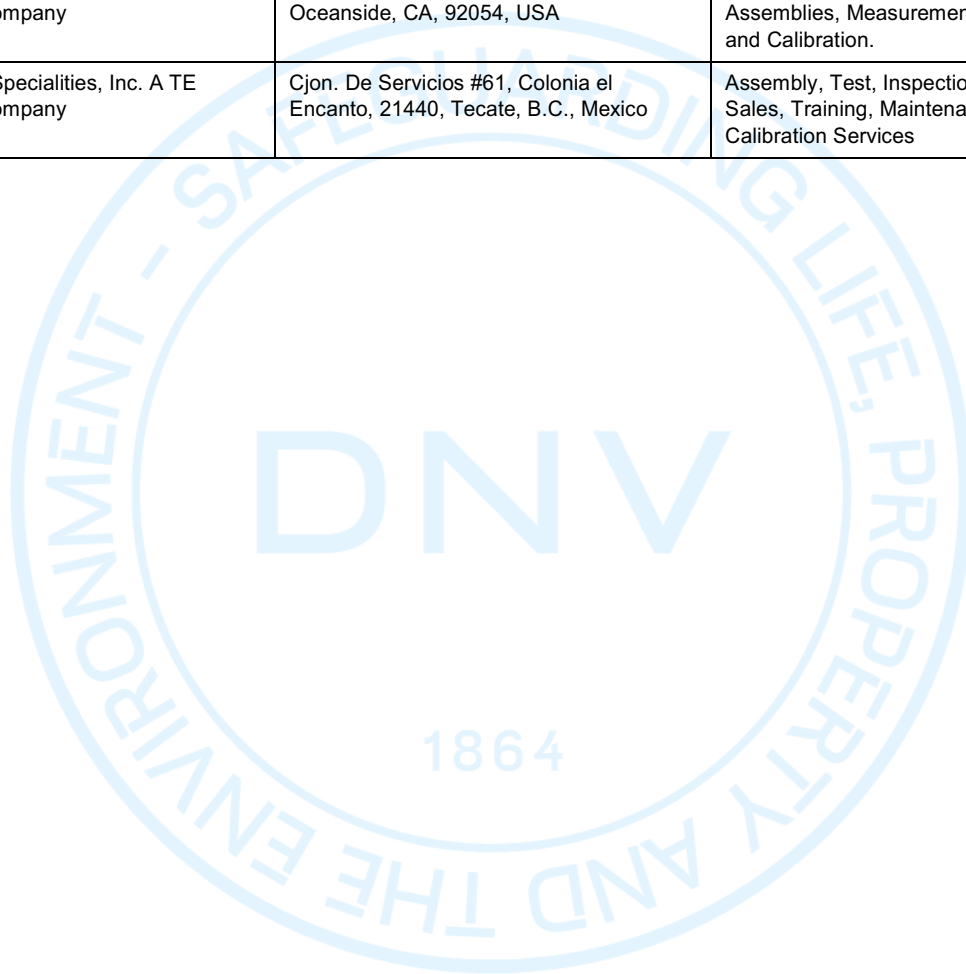 ompany
Oceanside, CA, 92054, USA
Assemblies, Measuremen
and Calibration.
Specialities, Inc. A TE
ompany
Cjon. De Servicios #61, Colonia el
Encanto, 21440, Tecate, B.C., Mexico
Assembly, Test, Inspectio
Sales, Training, Maintena
Calibration Services
SAFEGUARDING LIFE, PROPERTY AND THE ENVIRONMENT -
DNV
1864